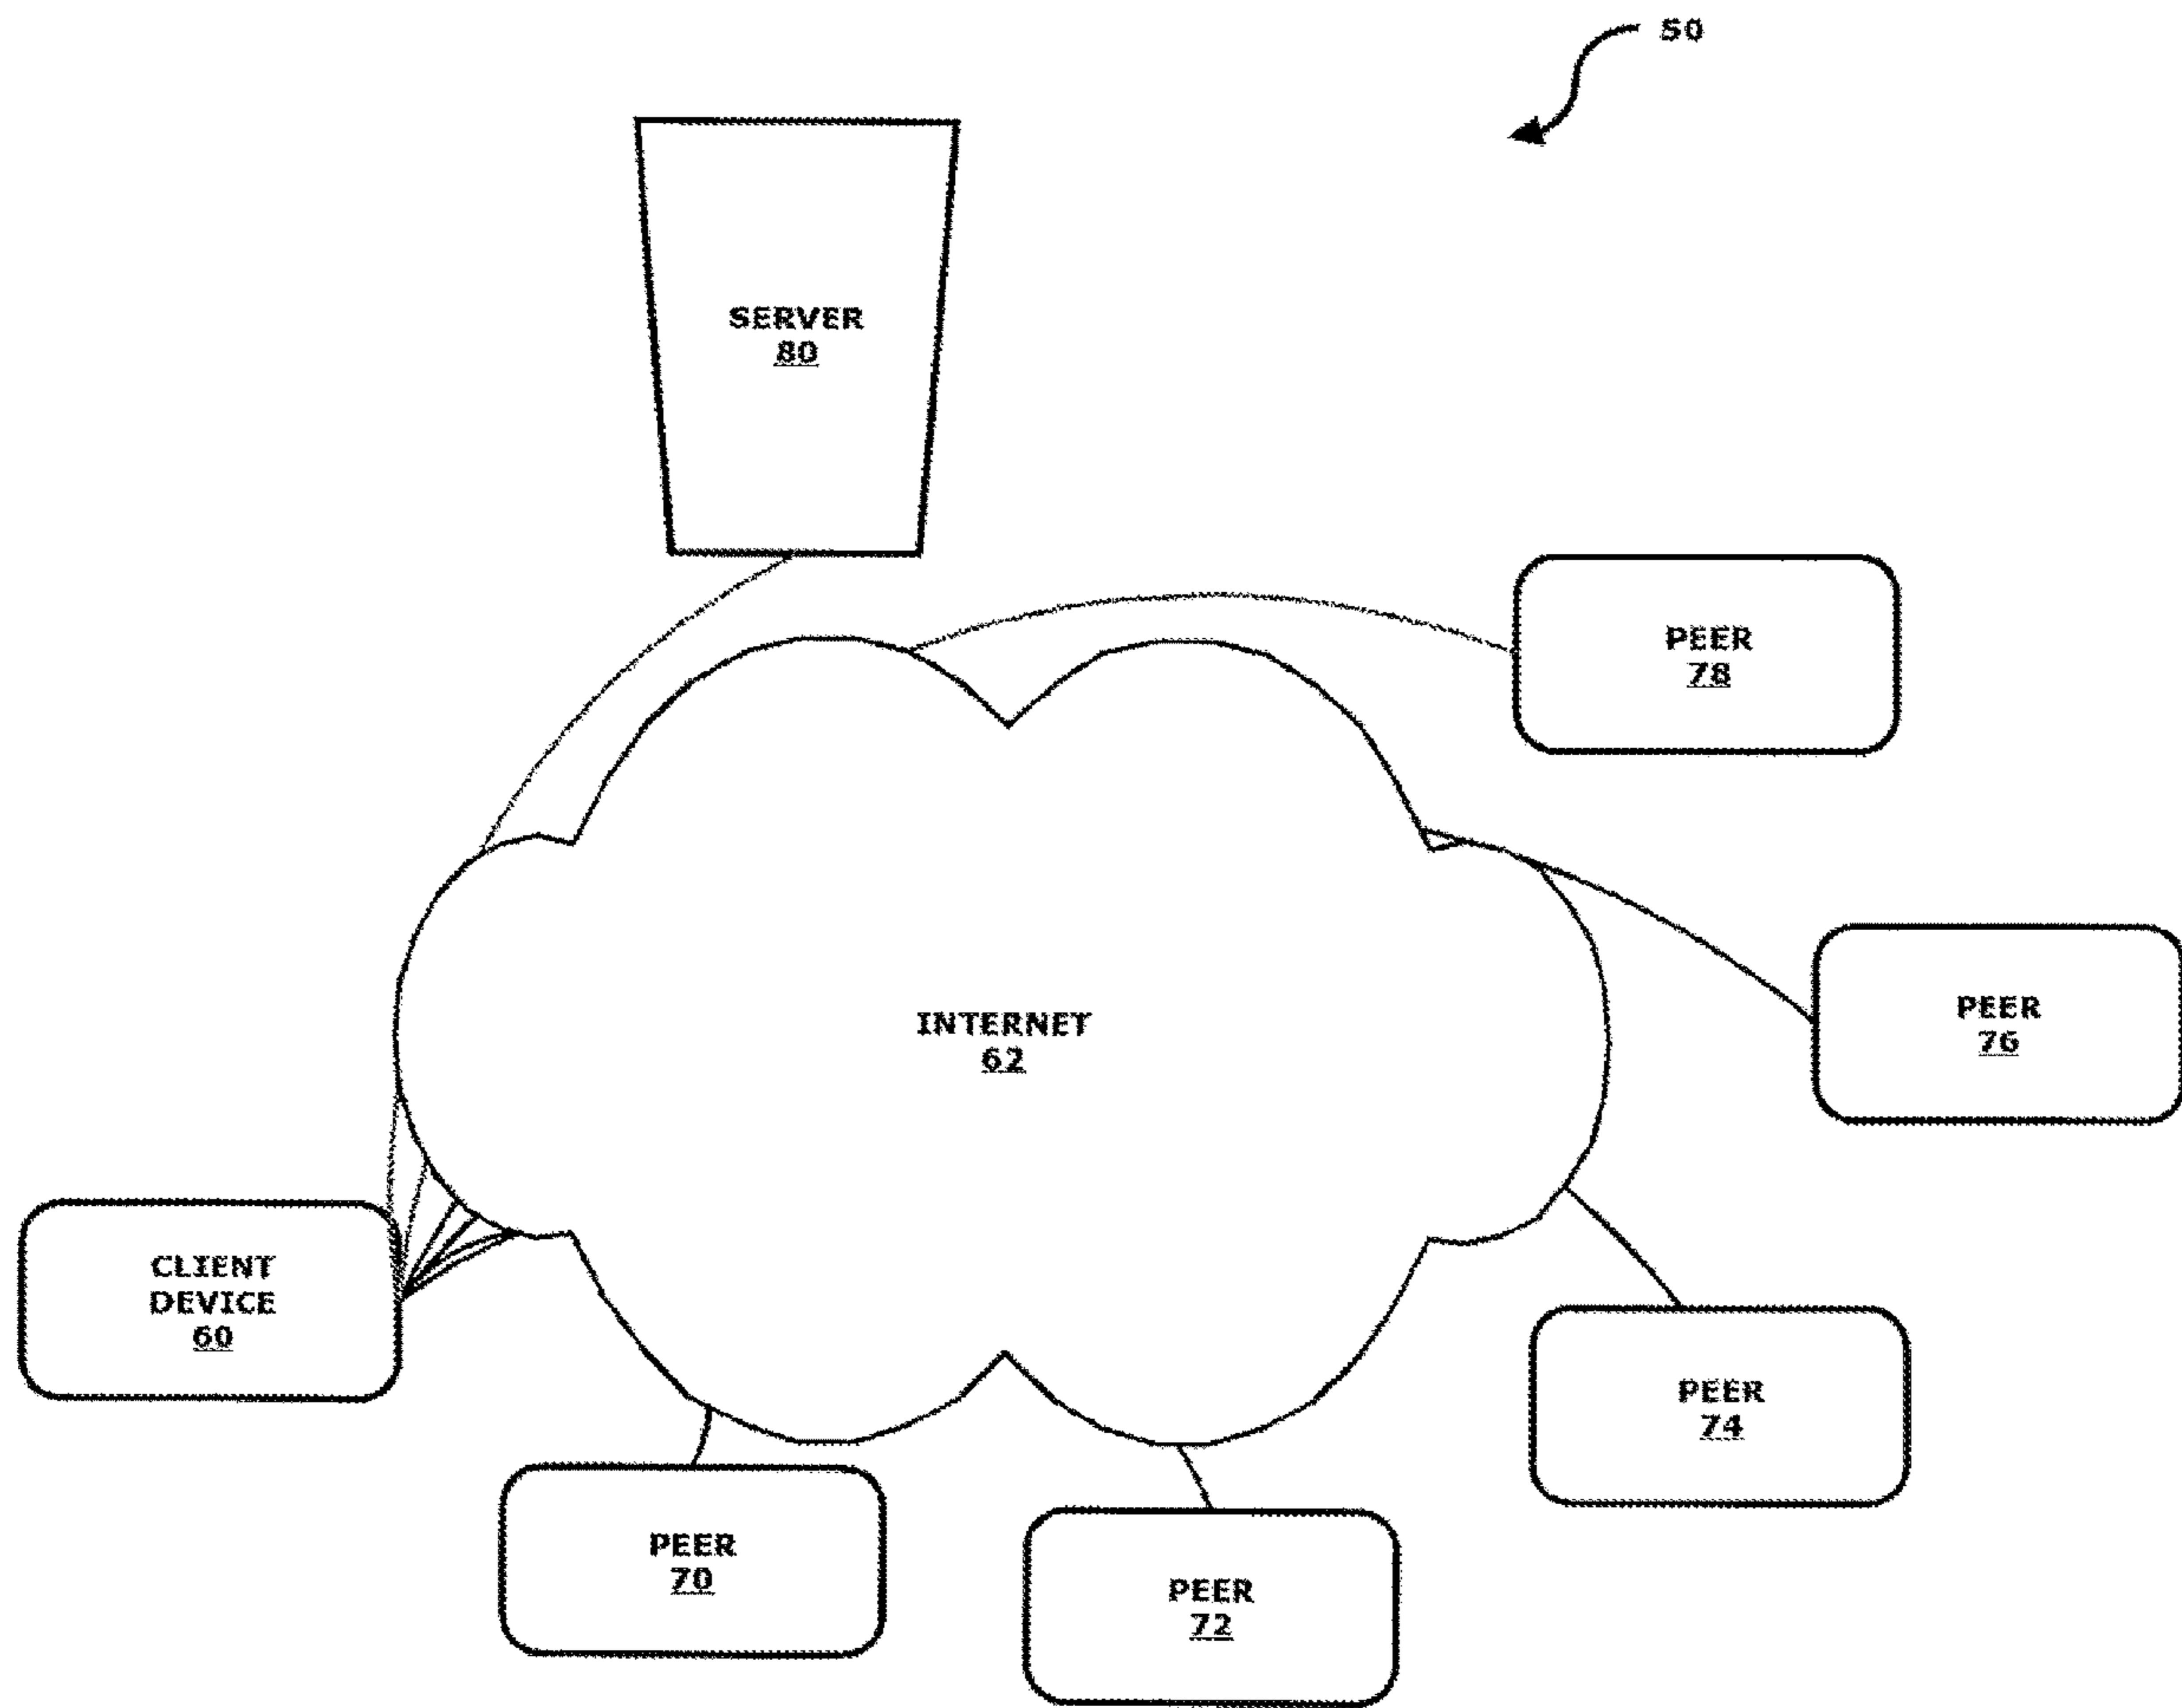 50
SERVER
80
PEER
78
INTERNET
62
PEER
76
CLIENT
DEVICE
60
PEER
74
PEER
70
PEER
72